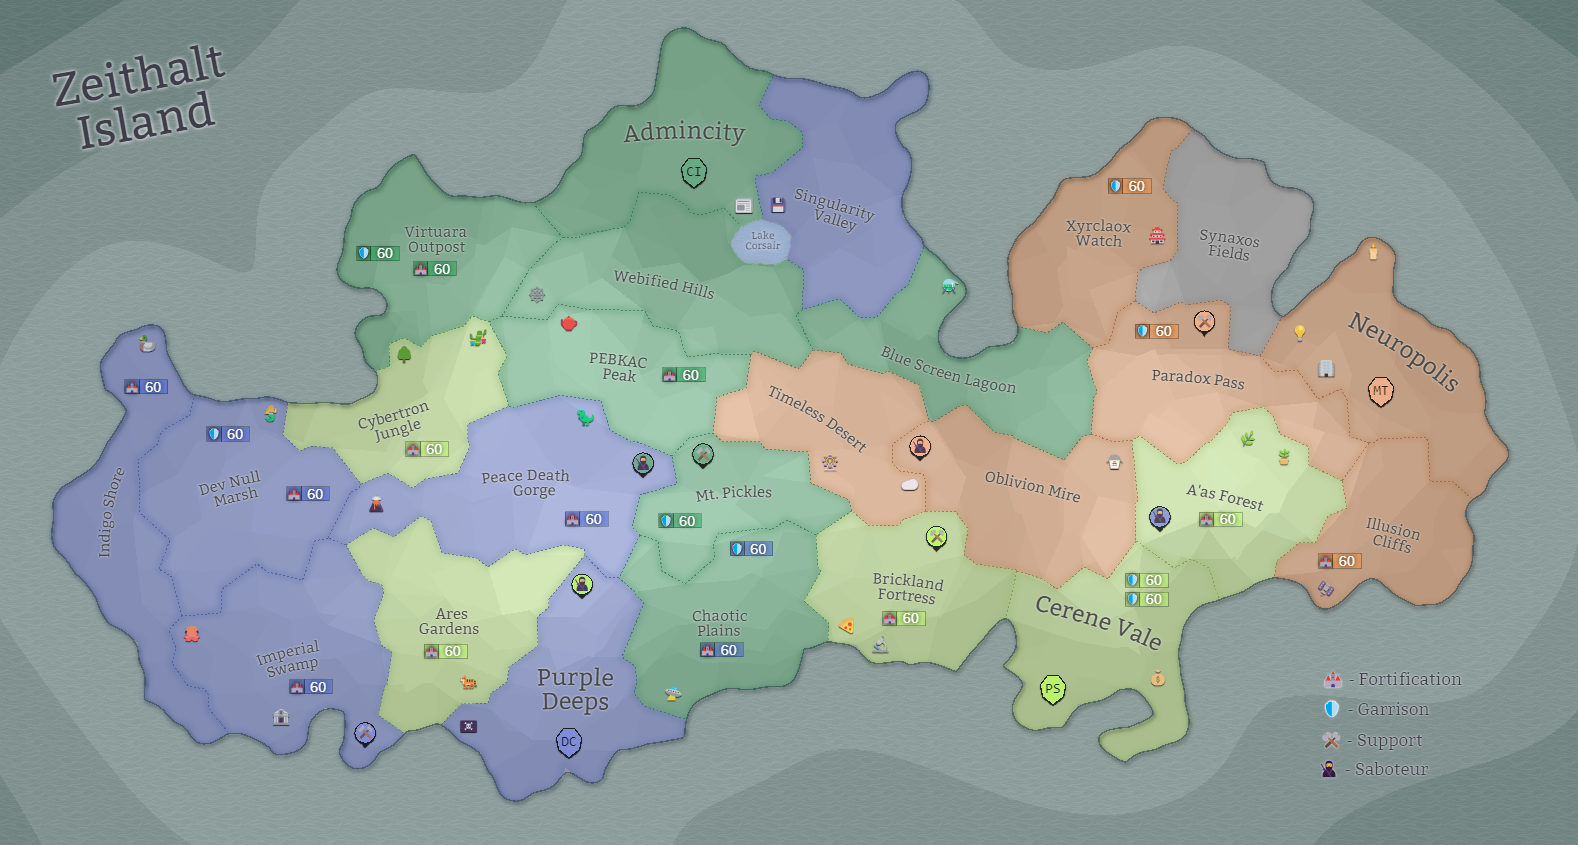 Zeithalt
Island
Admincity
CI
Singularity
Valley
Lake
Corsair
Virtuara
Outpost
60
60
Webified Hills
Xyrclaox
Watch
60
Synaxos
Fields
60
PEBKAC
Peak
60
Blue Screen Lagoon
Paradox Pass
Neuropolis
MT
Timeless Desert
Cybertron
Jungle
60
60
60
Indigo Shore
Dev Null
Marsh
60
Peace Death
Gorge
60
Mt. Pickles
60
Oblivion Mire
A'as Forest
60
Illusion
Cliffs
60
60
Chaotic
Plains
60
Brickland
Fortress
60
60
60
Cerene Vale
PS
Ares
Gardens
60
Imperial
Swamp
60
Purple
Deeps
DC
- Fortification
- Garrison
- Support
- Saboteur